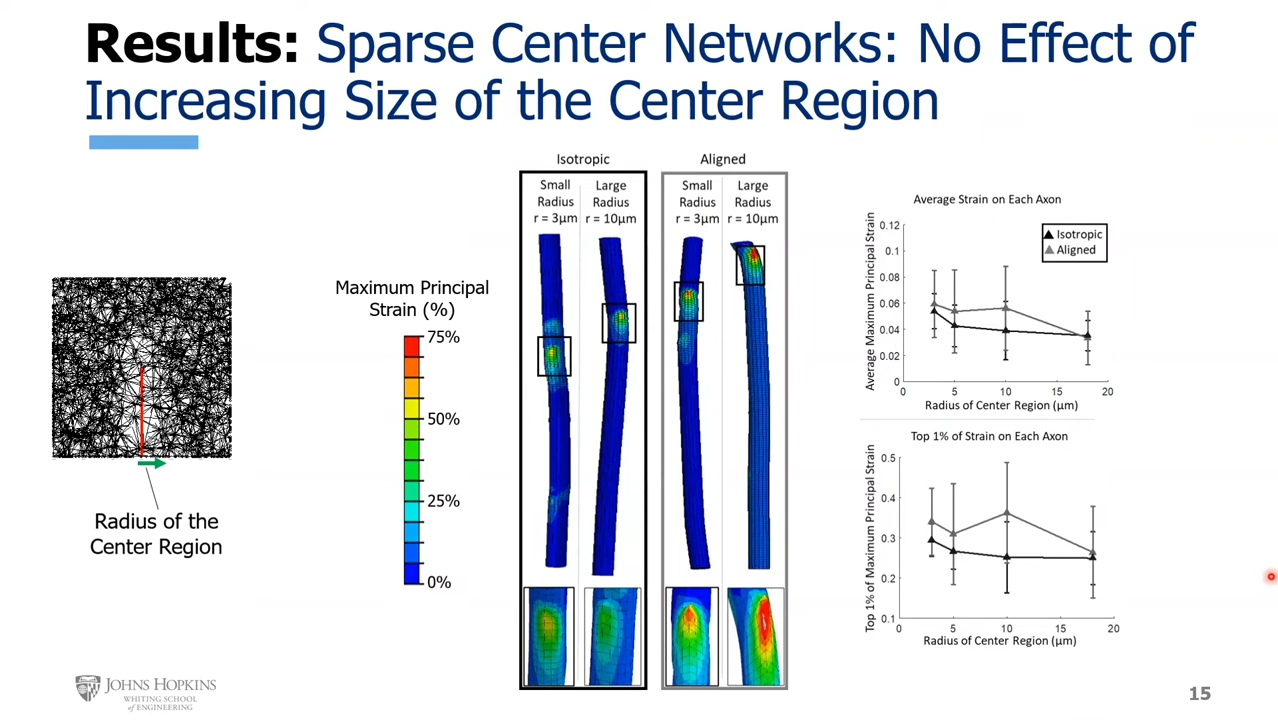 Results: Sparse Center Networks: No Effect of
Increasing Size of the Center Region
Radius of the
Center Region
Maximum Principal
Strain (%)
75%
50%
25%
0%
Isotropic
Small
Radius
r = 3µm
Large
Radius
r = 10µm
Aligned
Small
Radius
r = 3µm
Large
Radius
r = 10µm
Average Strain on Each Axon
Average Maximum Principal Strain
0.12
0.1
0.08
0.06
0.04
0.02
0
Isotropic
Aligned
0
5
10
15
20
Radius of Center Region (µm)
Top 1% of Strain on Each Axon
Top 1% of Maximum Principal Strain
0.5
0.4
0.3
0.2
0.1
0
5
10
15
20
Radius of Center Region (µm)
JOHNS HOPKINS
WHITING SCHOOL
of ENGINEERING
15